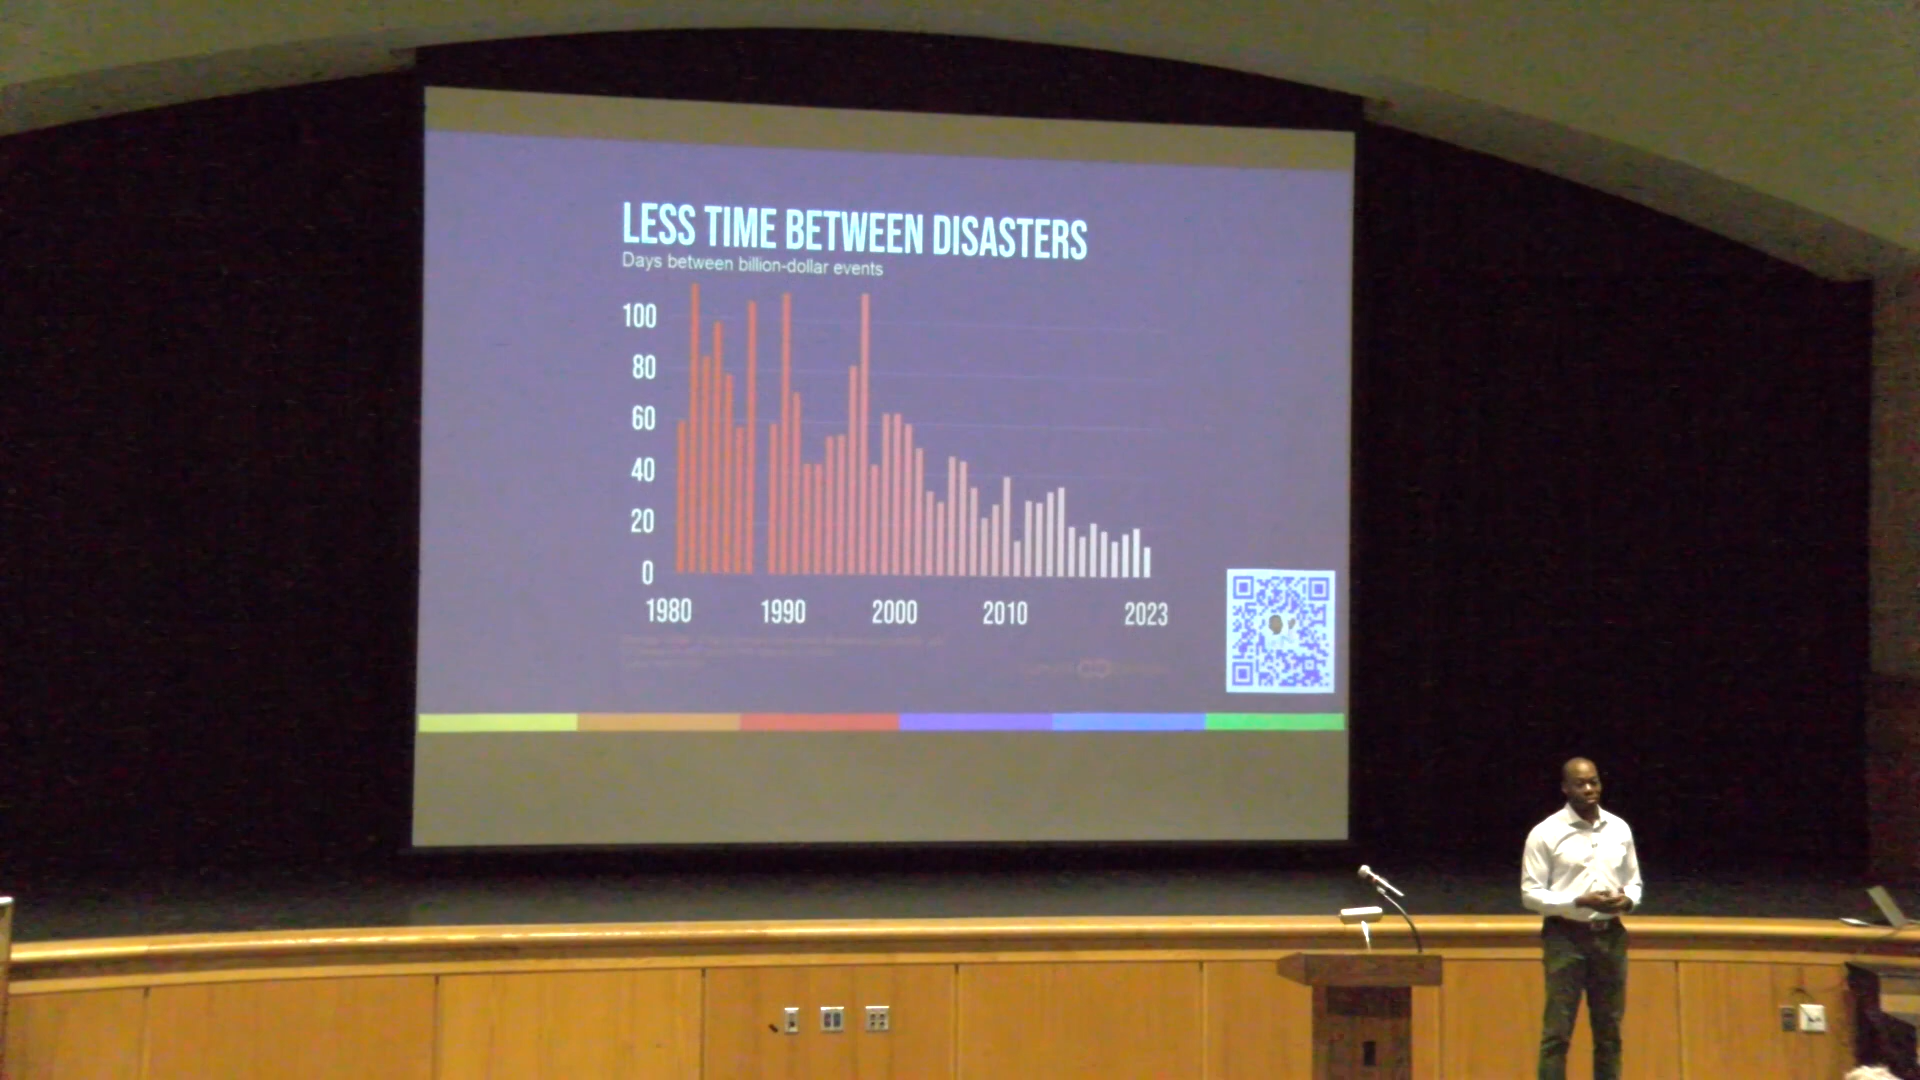 LESS TIME BETWEEN DISASTERS
Days between billion-dollar events
100
80
60
40
20
0
1980 1990 2000 2010 2023